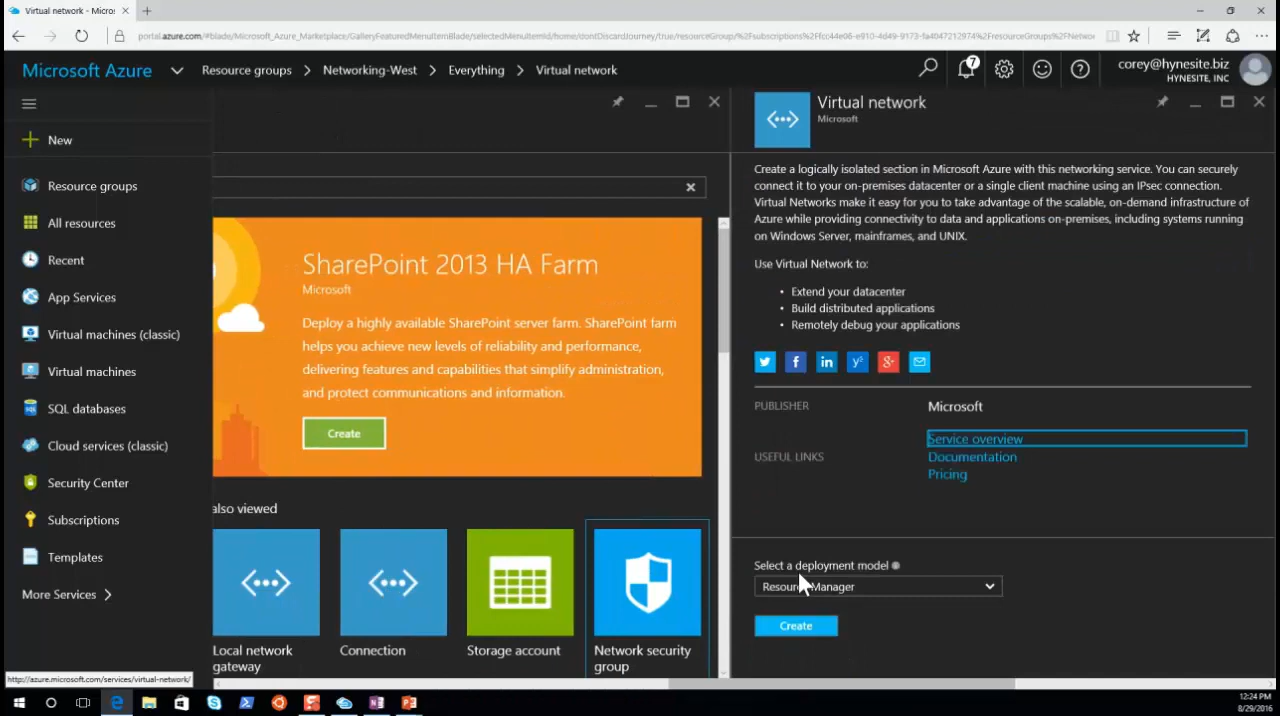 Virtual network - Micros
portal.azure.com/#blade/Microsoft_Azure_Marketplace/GalleryFeaturedMenuItemBlade/selectedMenuItemId/home/dontDiscardJourney/true/resourceGroup/%2Fsubscriptions%2Ffcc44e06-e910-4d49-9173-fa4047212974%2FresourceGroups%2FNetwor
Microsoft Azure
Resource groups > Networking-West > Everything > Virtual network
7
corey@hynesite.biz
HYNESITE, INC
New
Resource groups
All resources
Recent
App Services
Virtual machines (classic)
Virtual machines
SQL databases
Cloud services (classic)
Security Center
Subscriptions
Templates
More Services >
http://azure.microsoft.com/services/virtual-network/
SharePoint 2013 HA Farm
Microsoft
Deploy a highly available SharePoint server farm. SharePoint farm
helps you achieve new levels of reliability and performance,
delivering features and capabilities that simplify administration,
and protect communications and information.
Create
also viewed
Local network
gateway
Connection
Storage account
Network security
group
Virtual network
Microsoft
Create a logically isolated section in Microsoft Azure with this networking service. You can securely
connect it to your on-premises datacenter or a single client machine using an IPsec connection.
Virtual Networks make it easy for you to take advantage of the scalable, on-demand infrastructure of
Azure while providing connectivity to data and applications on-premises, including systems running
on Windows Server, mainframes, and UNIX.
Use Virtual Network to:
• Extend your datacenter
• Build distributed applications
• Remotely debug your applications
PUBLISHER
Microsoft
USEFUL LINKS
Service overview
Documentation
Pricing
Select a deployment model
Resource Manager
Create
12:24 PM
8/29/2016